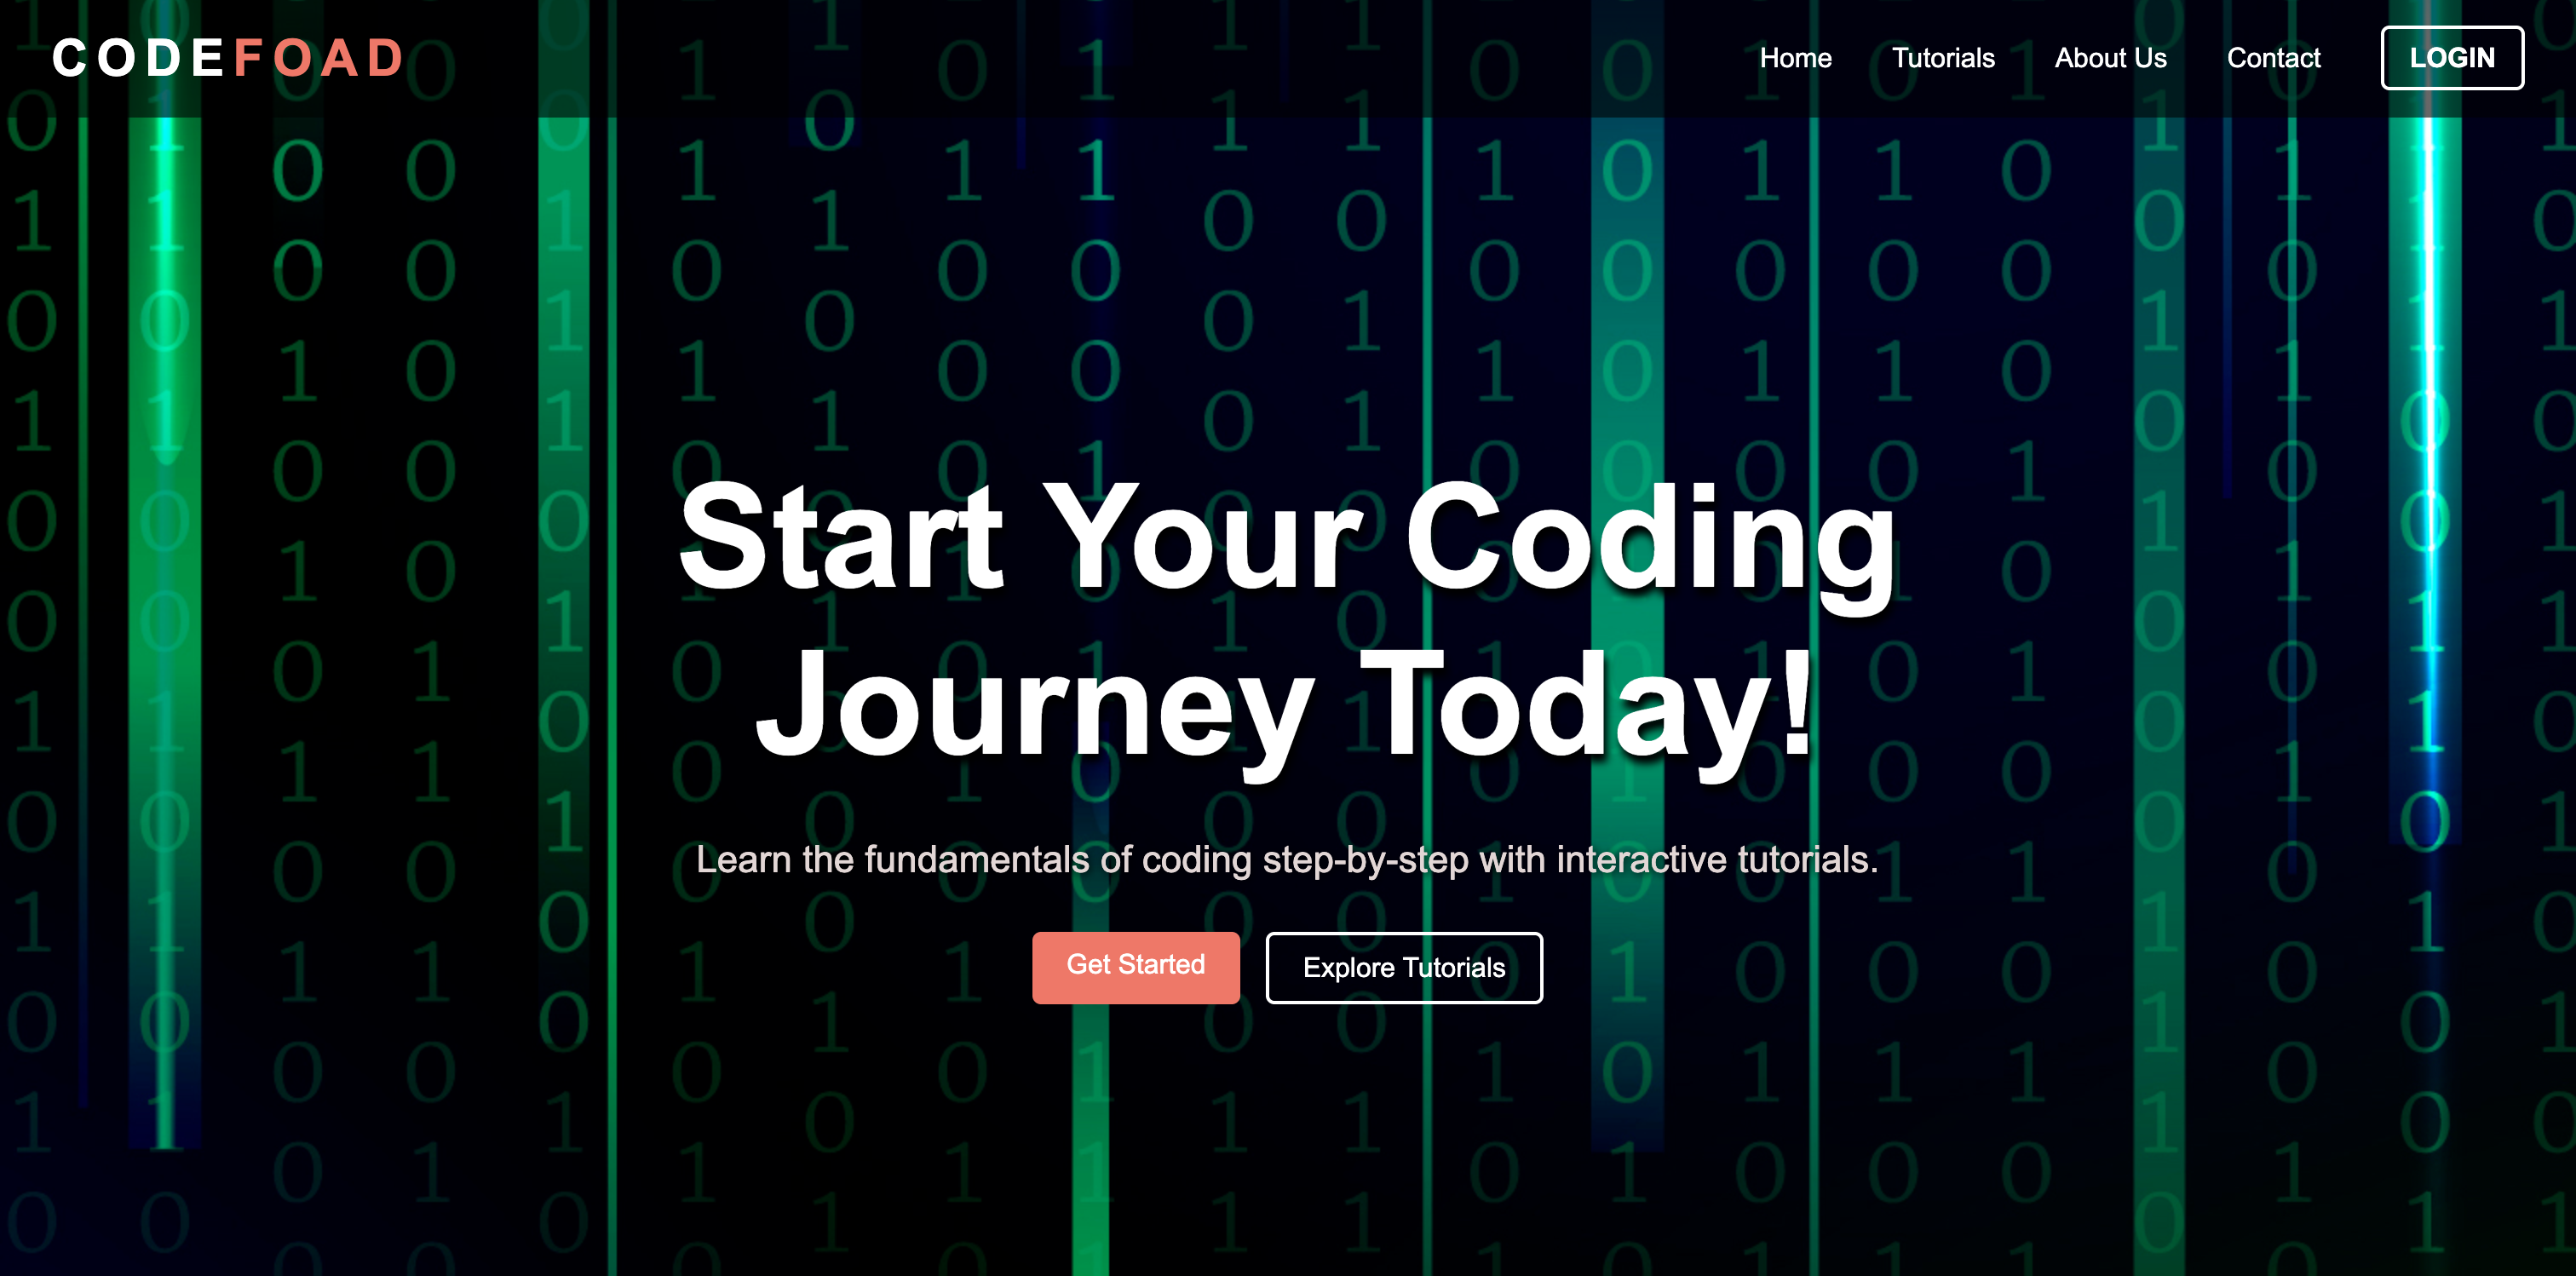 CODEFOAD
Home Tutorials About Us Contact LOGIN
Start Your Coding
Journey Today!
Learn the fundamentals of coding step-by-step with interactive tutorials.
Get Started Explore Tutorials